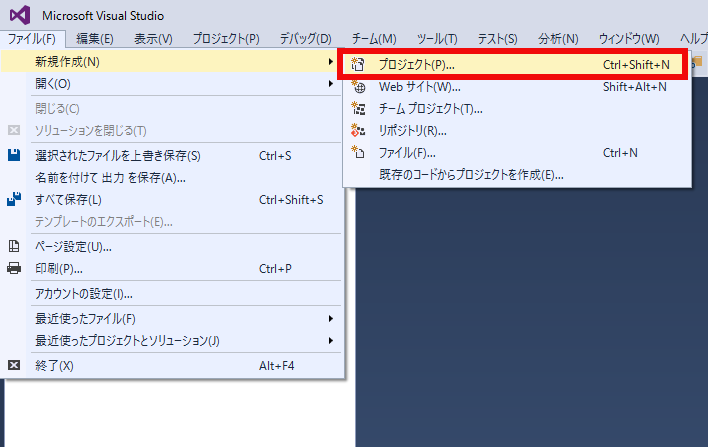 Microsoft Visual Studio
ファイル(F) 編集(E) 表示(V) プロジェクト(P) デバッグ(D) チーム(M) ツール(T) テスト(S) 分析(N) ウィンドウ(W) ヘルプ
新規作成(N)
開く(O)
閉じる(C)
ソリューションを閉じる(T)
選択されたファイルを上書き保存(S) Ctrl+S
名前を付けて 出力 を保存(A)...
すべて保存(L) Ctrl+Shift+S
テンプレートのエクスポート(E)...
ページ設定(U)...
印刷(P)... Ctrl+P
アカウントの設定(I)...
最近使ったファイル(F)
最近使ったプロジェクトとソリューション(J)
終了(X) Alt+F4
プロジェクト(P)... Ctrl+Shift+N
Web サイト(W)... Shift+Alt+N
チーム プロジェクト(T)...
リポジトリ(R)...
ファイル(F)... Ctrl+N
既存のコードからプロジェクトを作成(E)...